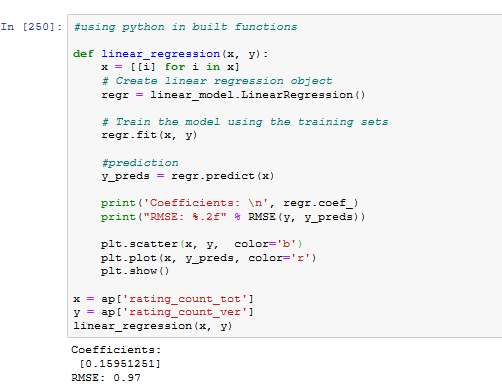 In [250]: #using python in built functions
def linear_regression(x, y):
x = [[i] for i in x]
# Create linear regression object
regr = linear_model.LinearRegression()
# Train the model using the training sets
regr.fit(x, y)
#prediction
y_preds = regr.predict(x)
print('Coefficients: \n', regr.coef_)
print("RMSE: %.2f" % RMSE(y, y_preds))
plt.scatter(x, y,  color='b')
plt.plot(x, y_preds, color='r')
plt.show()
x = ap['rating_count_tot']
y = ap['rating_count_ver']
linear_regression(x, y)
Coefficients:
[0.15951251]
RMSE: 0.97